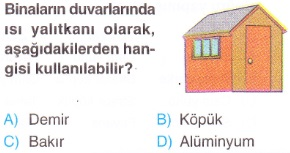 Binaların duvarlarında
ısı yalıtkanı olarak,
aşağıdakilerden han-
gisi kullanılabilir?
A) Demir
B) Köpük
C) Bakır
D) Alüminyum